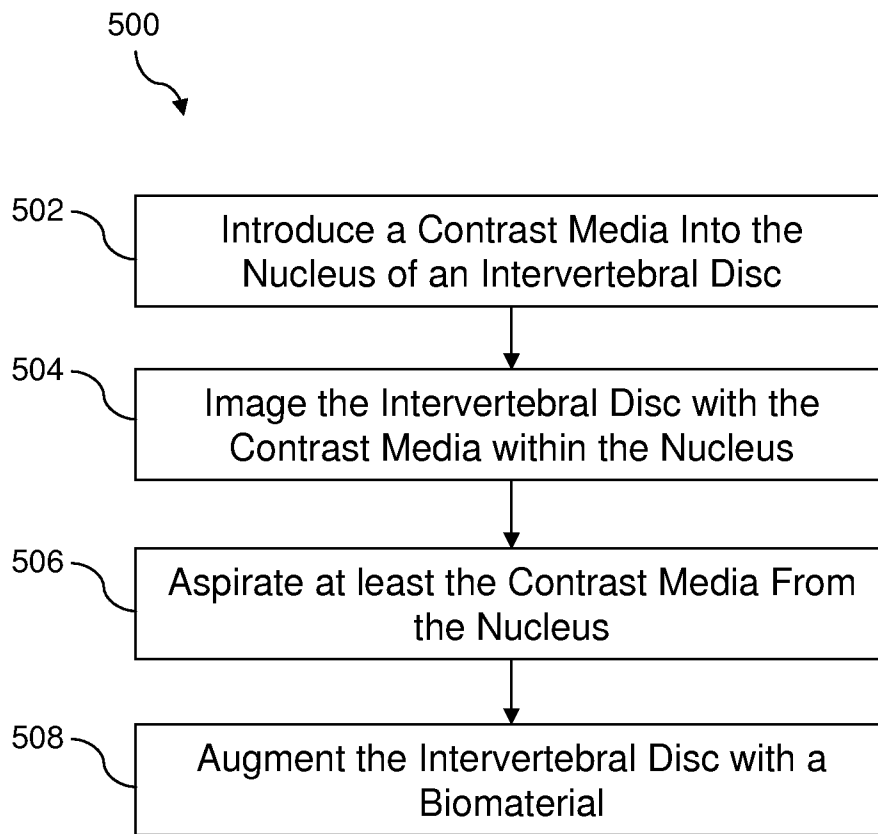 500
502
Introduce a Contrast Media Into the
Nucleus of an Intervertebral Disc
504
Image the Intervertebral Disc with the
Contrast Media within the Nucleus
506
Aspirate at least the Contrast Media From
the Nucleus
508
Augment the Intervertebral Disc with a
Biomaterial